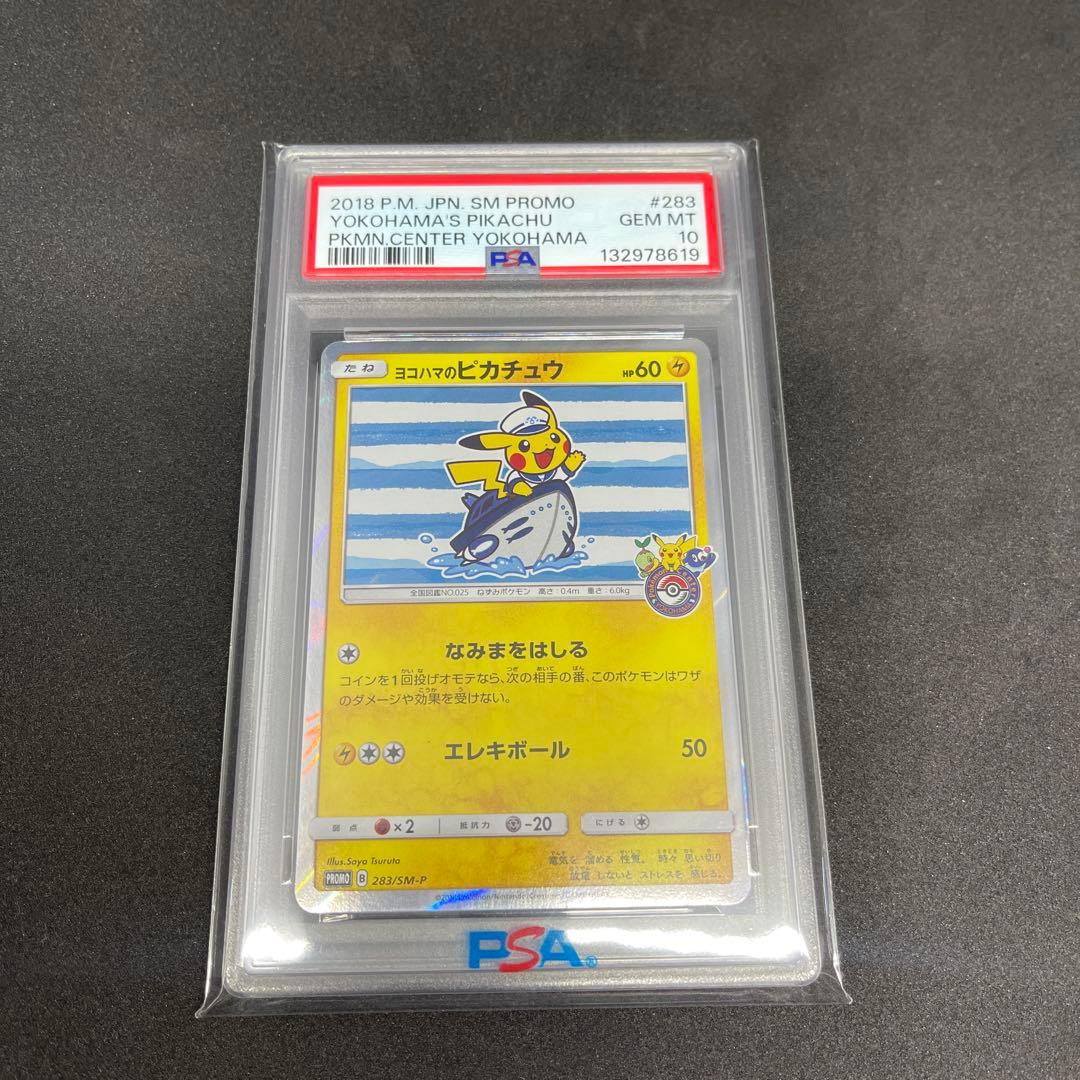 2018 P.M. JPN. SM PROMO #283
YOKOHAMA'S PIKACHU GEM MT
PKMN.CENTER YOKOHAMA 10
PSA 132978619
たね ヨコハマのピカチュウ HP60
全国図鑑NO.025 ねずみポケモン 高さ:0.4m 重さ:6.0kg
Pokémon Center
YOKOHAMA
なみまをはしる
コインを1回投げオモテなら、次の相手の番、このポケモンはワザ
のダメージや効果を受けない。
エレキボール 50
弱点 ×2 抵抗力 -20 にげる
Illus.Saya Tsuruta
電気を 溜める 性質。 時々 思い切り
放電 しないと ストレスを 感じる。
PROMO B 283/SM-P
PSA